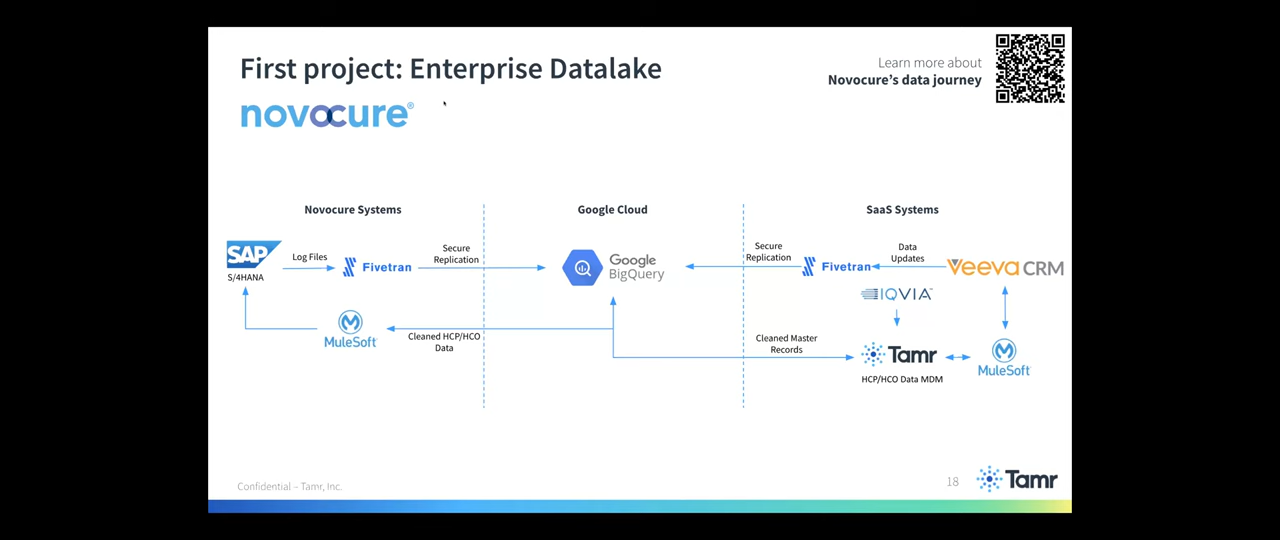 First project: Enterprise Datalake
novocure®
Learn more about
Novocure's data journey
Novocure Systems
Google Cloud
SaaS Systems
SAP
S/4HANA
Log Files
Fivetran
Secure
Replication
Google
BigQuery
Secure
Replication
Fivetran
Data
Updates
Veeva CRM
IQVIA™
MuleSoft
Cleaned HCP/HCO
Data
Cleaned Master
Records
Tamr
HCP/HCO Data MDM
MuleSoft
Confidential – Tamr, Inc.
18
Tamr